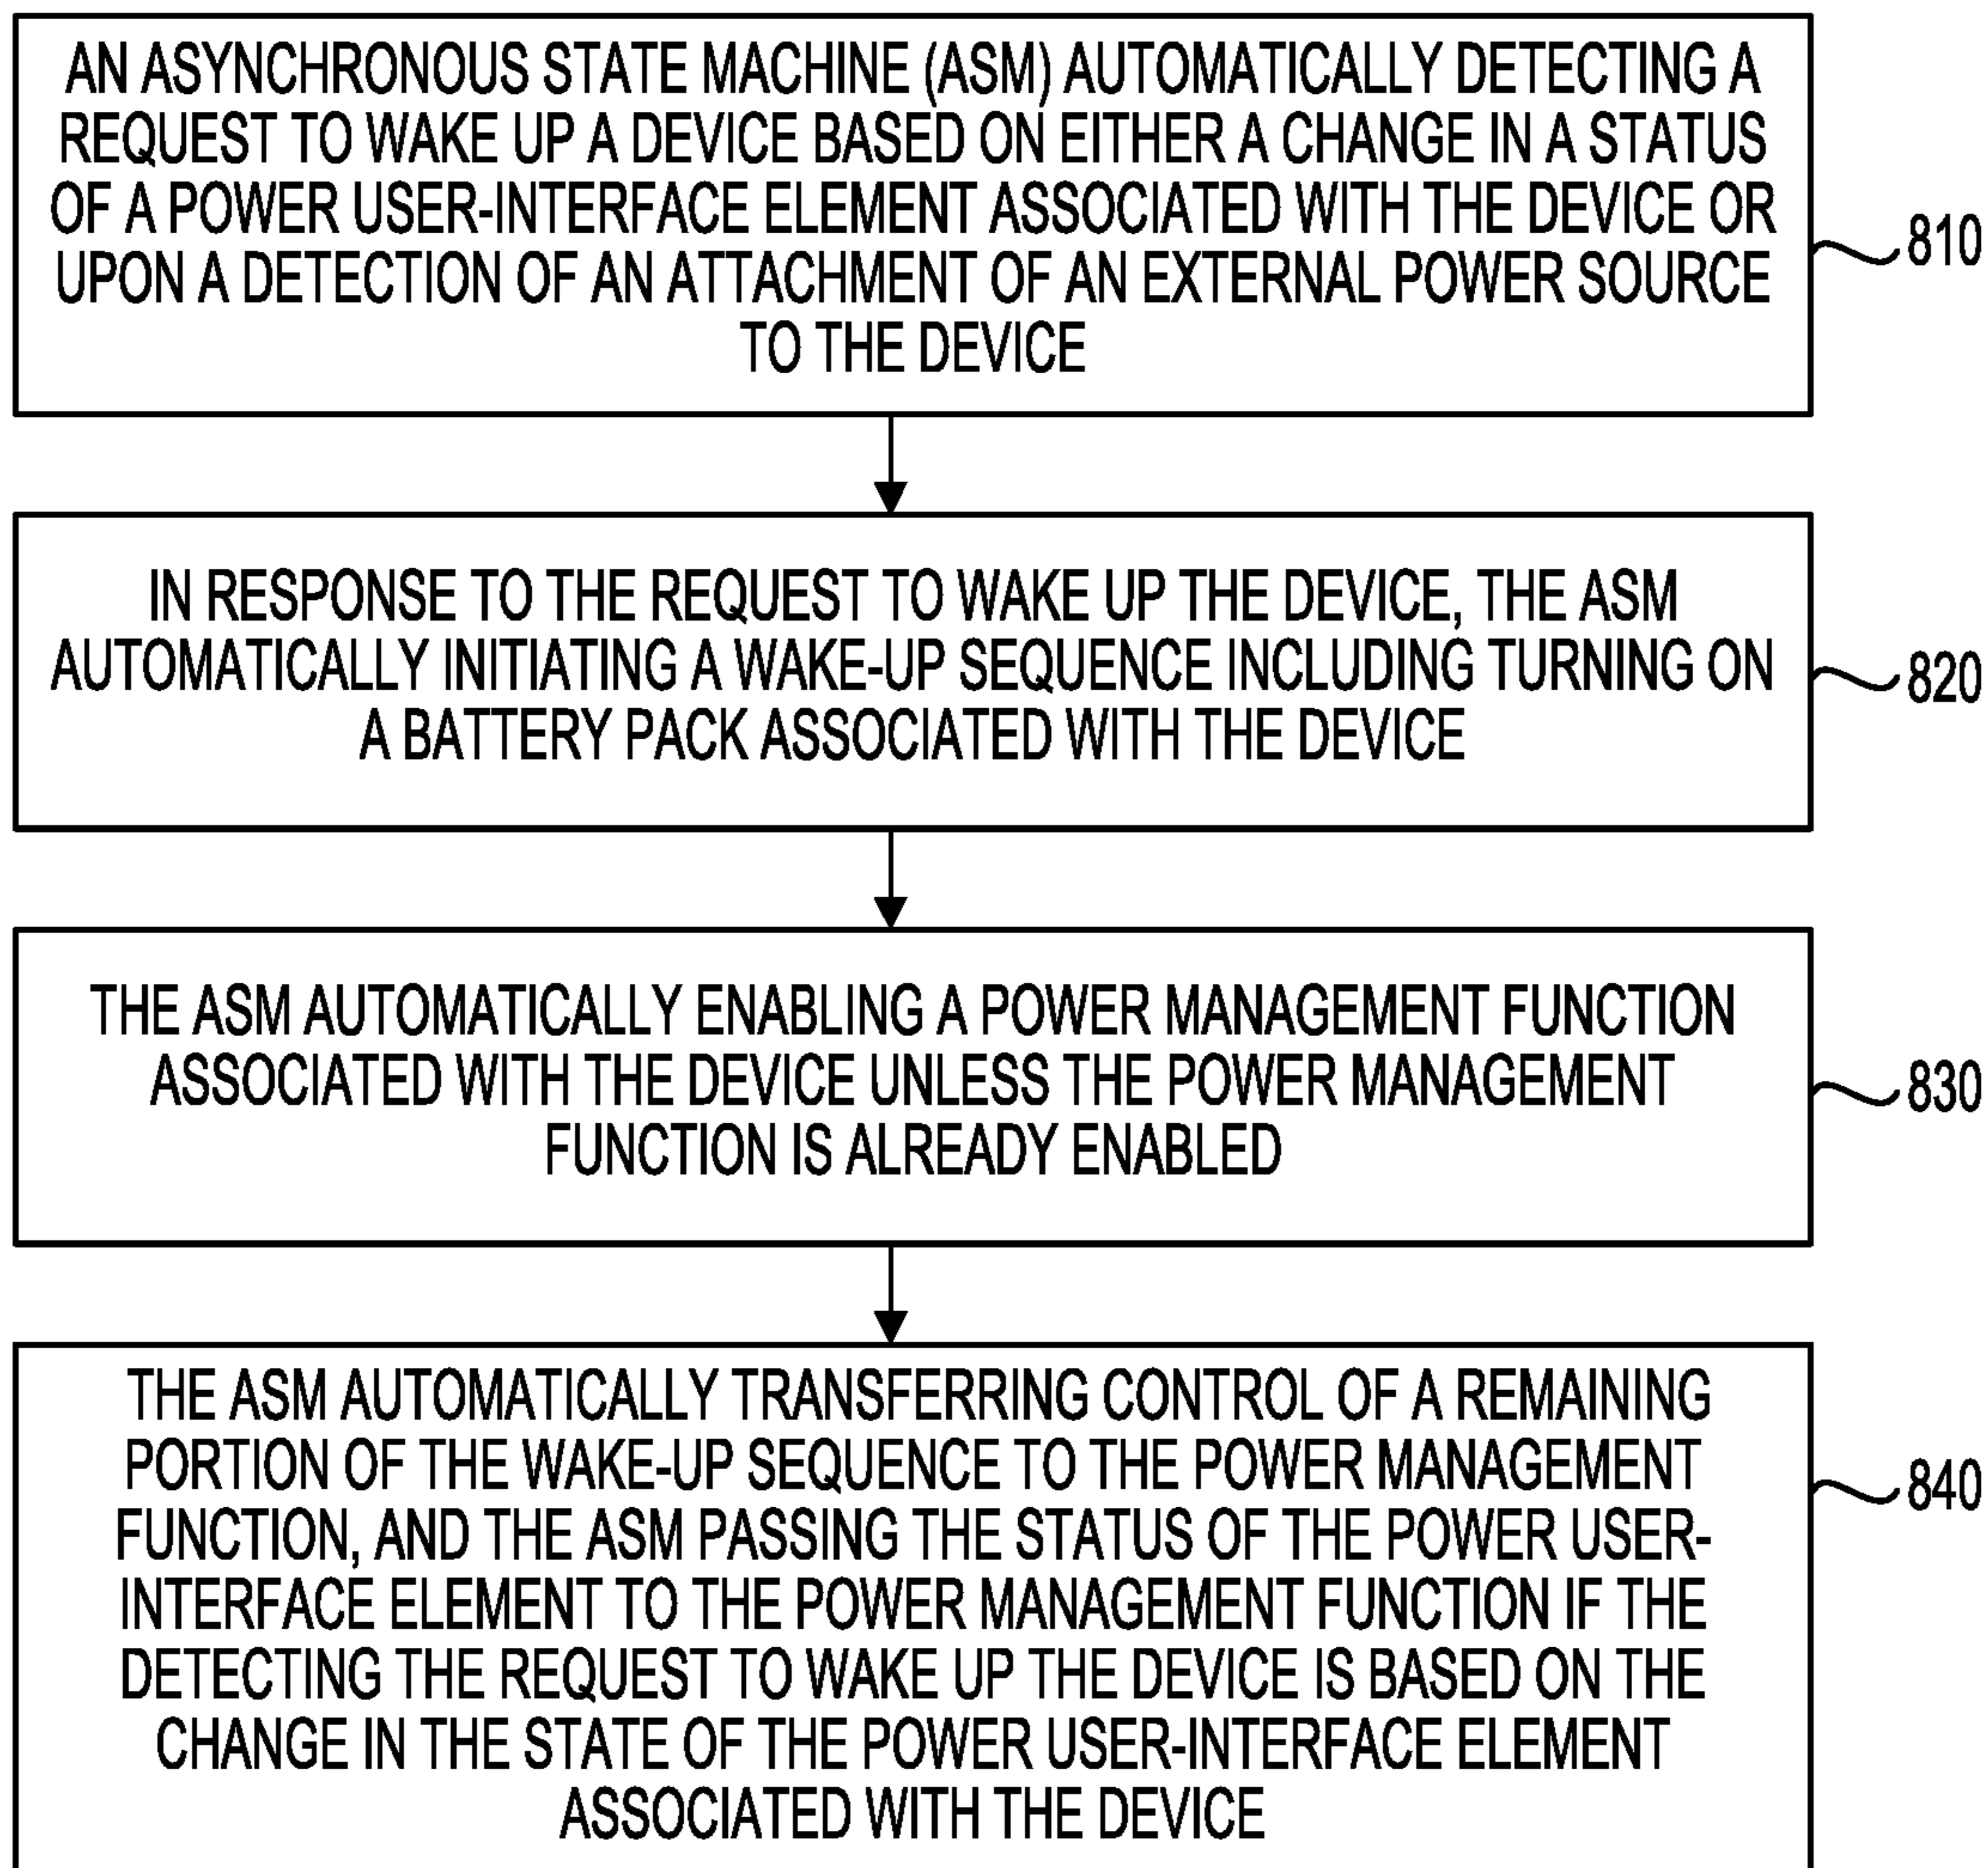 AN ASYNCHRONOUS STATE MACHINE (ASM) AUTOMATICALLY DETECTING A
REQUEST TO WAKE UP A DEVICE BASED ON EITHER A CHANGE IN A STATUS
OF A POWER USER-INTERFACE ELEMENT ASSOCIATED WITH THE DEVICE OR
UPON A DETECTION OF AN ATTACHMENT OF AN EXTERNAL POWER SOURCE
TO THE DEVICE
810
IN RESPONSE TO THE REQUEST TO WAKE UP THE DEVICE, THE ASM
AUTOMATICALLY INITIATING A WAKE-UP SEQUENCE INCLUDING TURNING ON
A BATTERY PACK ASSOCIATED WITH THE DEVICE
820
THE ASM AUTOMATICALLY ENABLING A POWER MANAGEMENT FUNCTION
ASSOCIATED WITH THE DEVICE UNLESS THE POWER MANAGEMENT
FUNCTION IS ALREADY ENABLED
830
THE ASM AUTOMATICALLY TRANSFERRING CONTROL OF A REMAINING
PORTION OF THE WAKE-UP SEQUENCE TO THE POWER MANAGEMENT
FUNCTION, AND THE ASM PASSING THE STATUS OF THE POWER USER-
INTERFACE ELEMENT TO THE POWER MANAGEMENT FUNCTION IF THE
DETECTING THE REQUEST TO WAKE UP THE DEVICE IS BASED ON THE
CHANGE IN THE STATE OF THE POWER USER-INTERFACE ELEMENT
ASSOCIATED WITH THE DEVICE
840